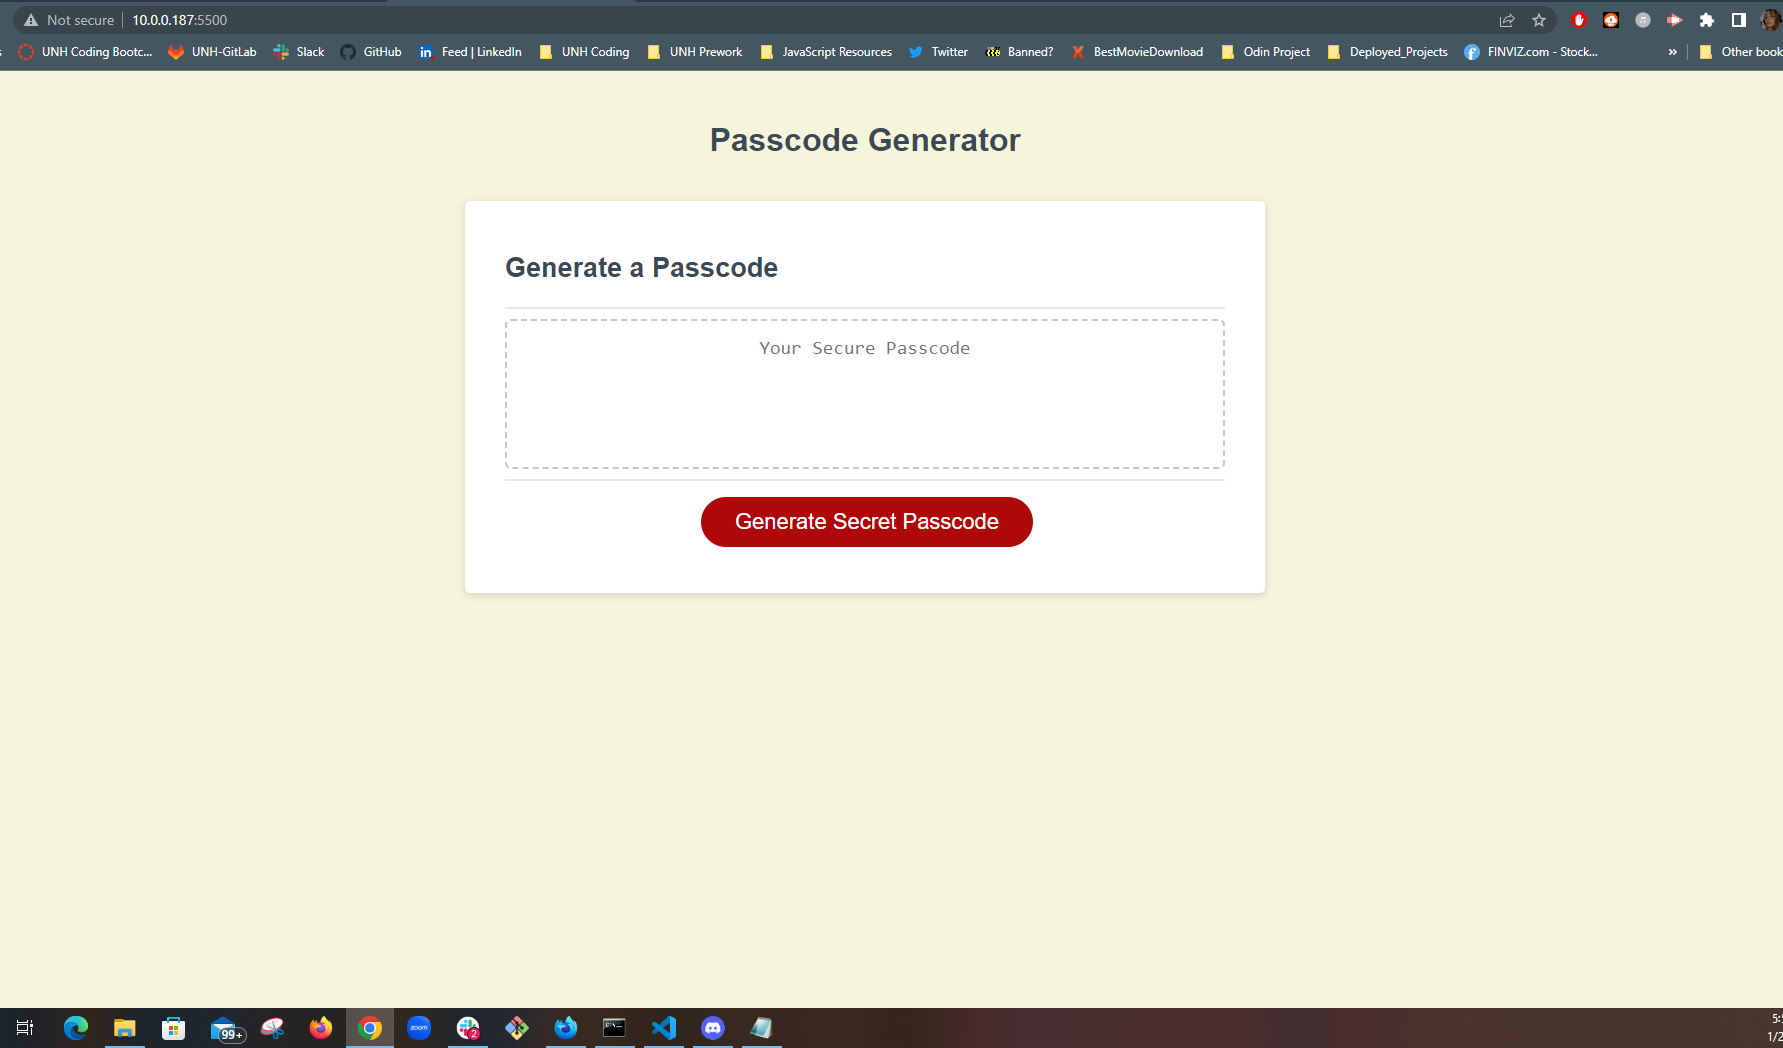 Not secure 10.0.0.187:5500
UNH Coding Bootc... UNH-GitLab Slack GitHub Feed | LinkedIn UNH Coding UNH Prework JavaScript Resources Twitter Banned? BestMovieDownload Odin Project Deployed_Projects FINVIZ.com - Stock... » Other book
Passcode Generator
Generate a Passcode
Your Secure Passcode
Generate Secret Passcode
99+ zoom 2
5:
1/2